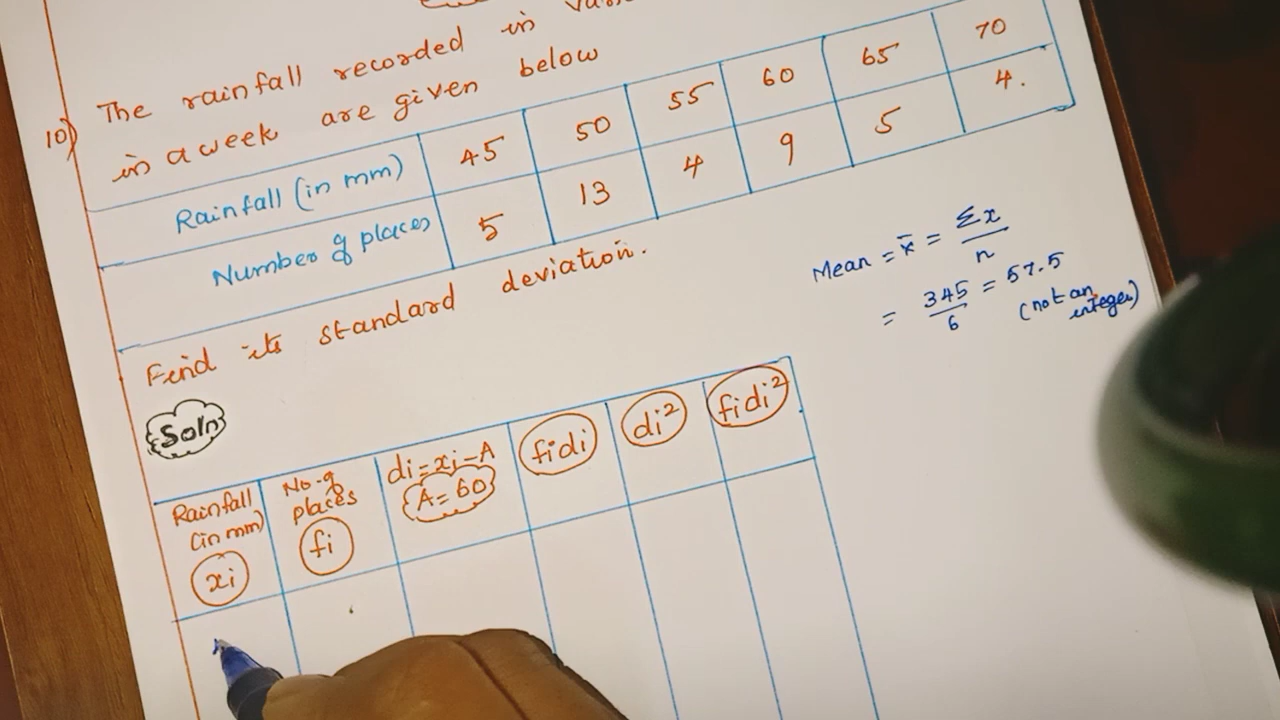 10) The rainfall recorded in
in a week are given below
Rainfall (in mm) 45 50 55 60 65 70
Number of places 5 13 4 9 5 4.
Find its standard deviation.
Mean = x̄ = Σx/n
= 345/6 = 57.5
(not an
integer)
Soln
Rainfall (in mm) xi
No. of places fi
di = xi - A
A = 60
fidi
di²
fidi²